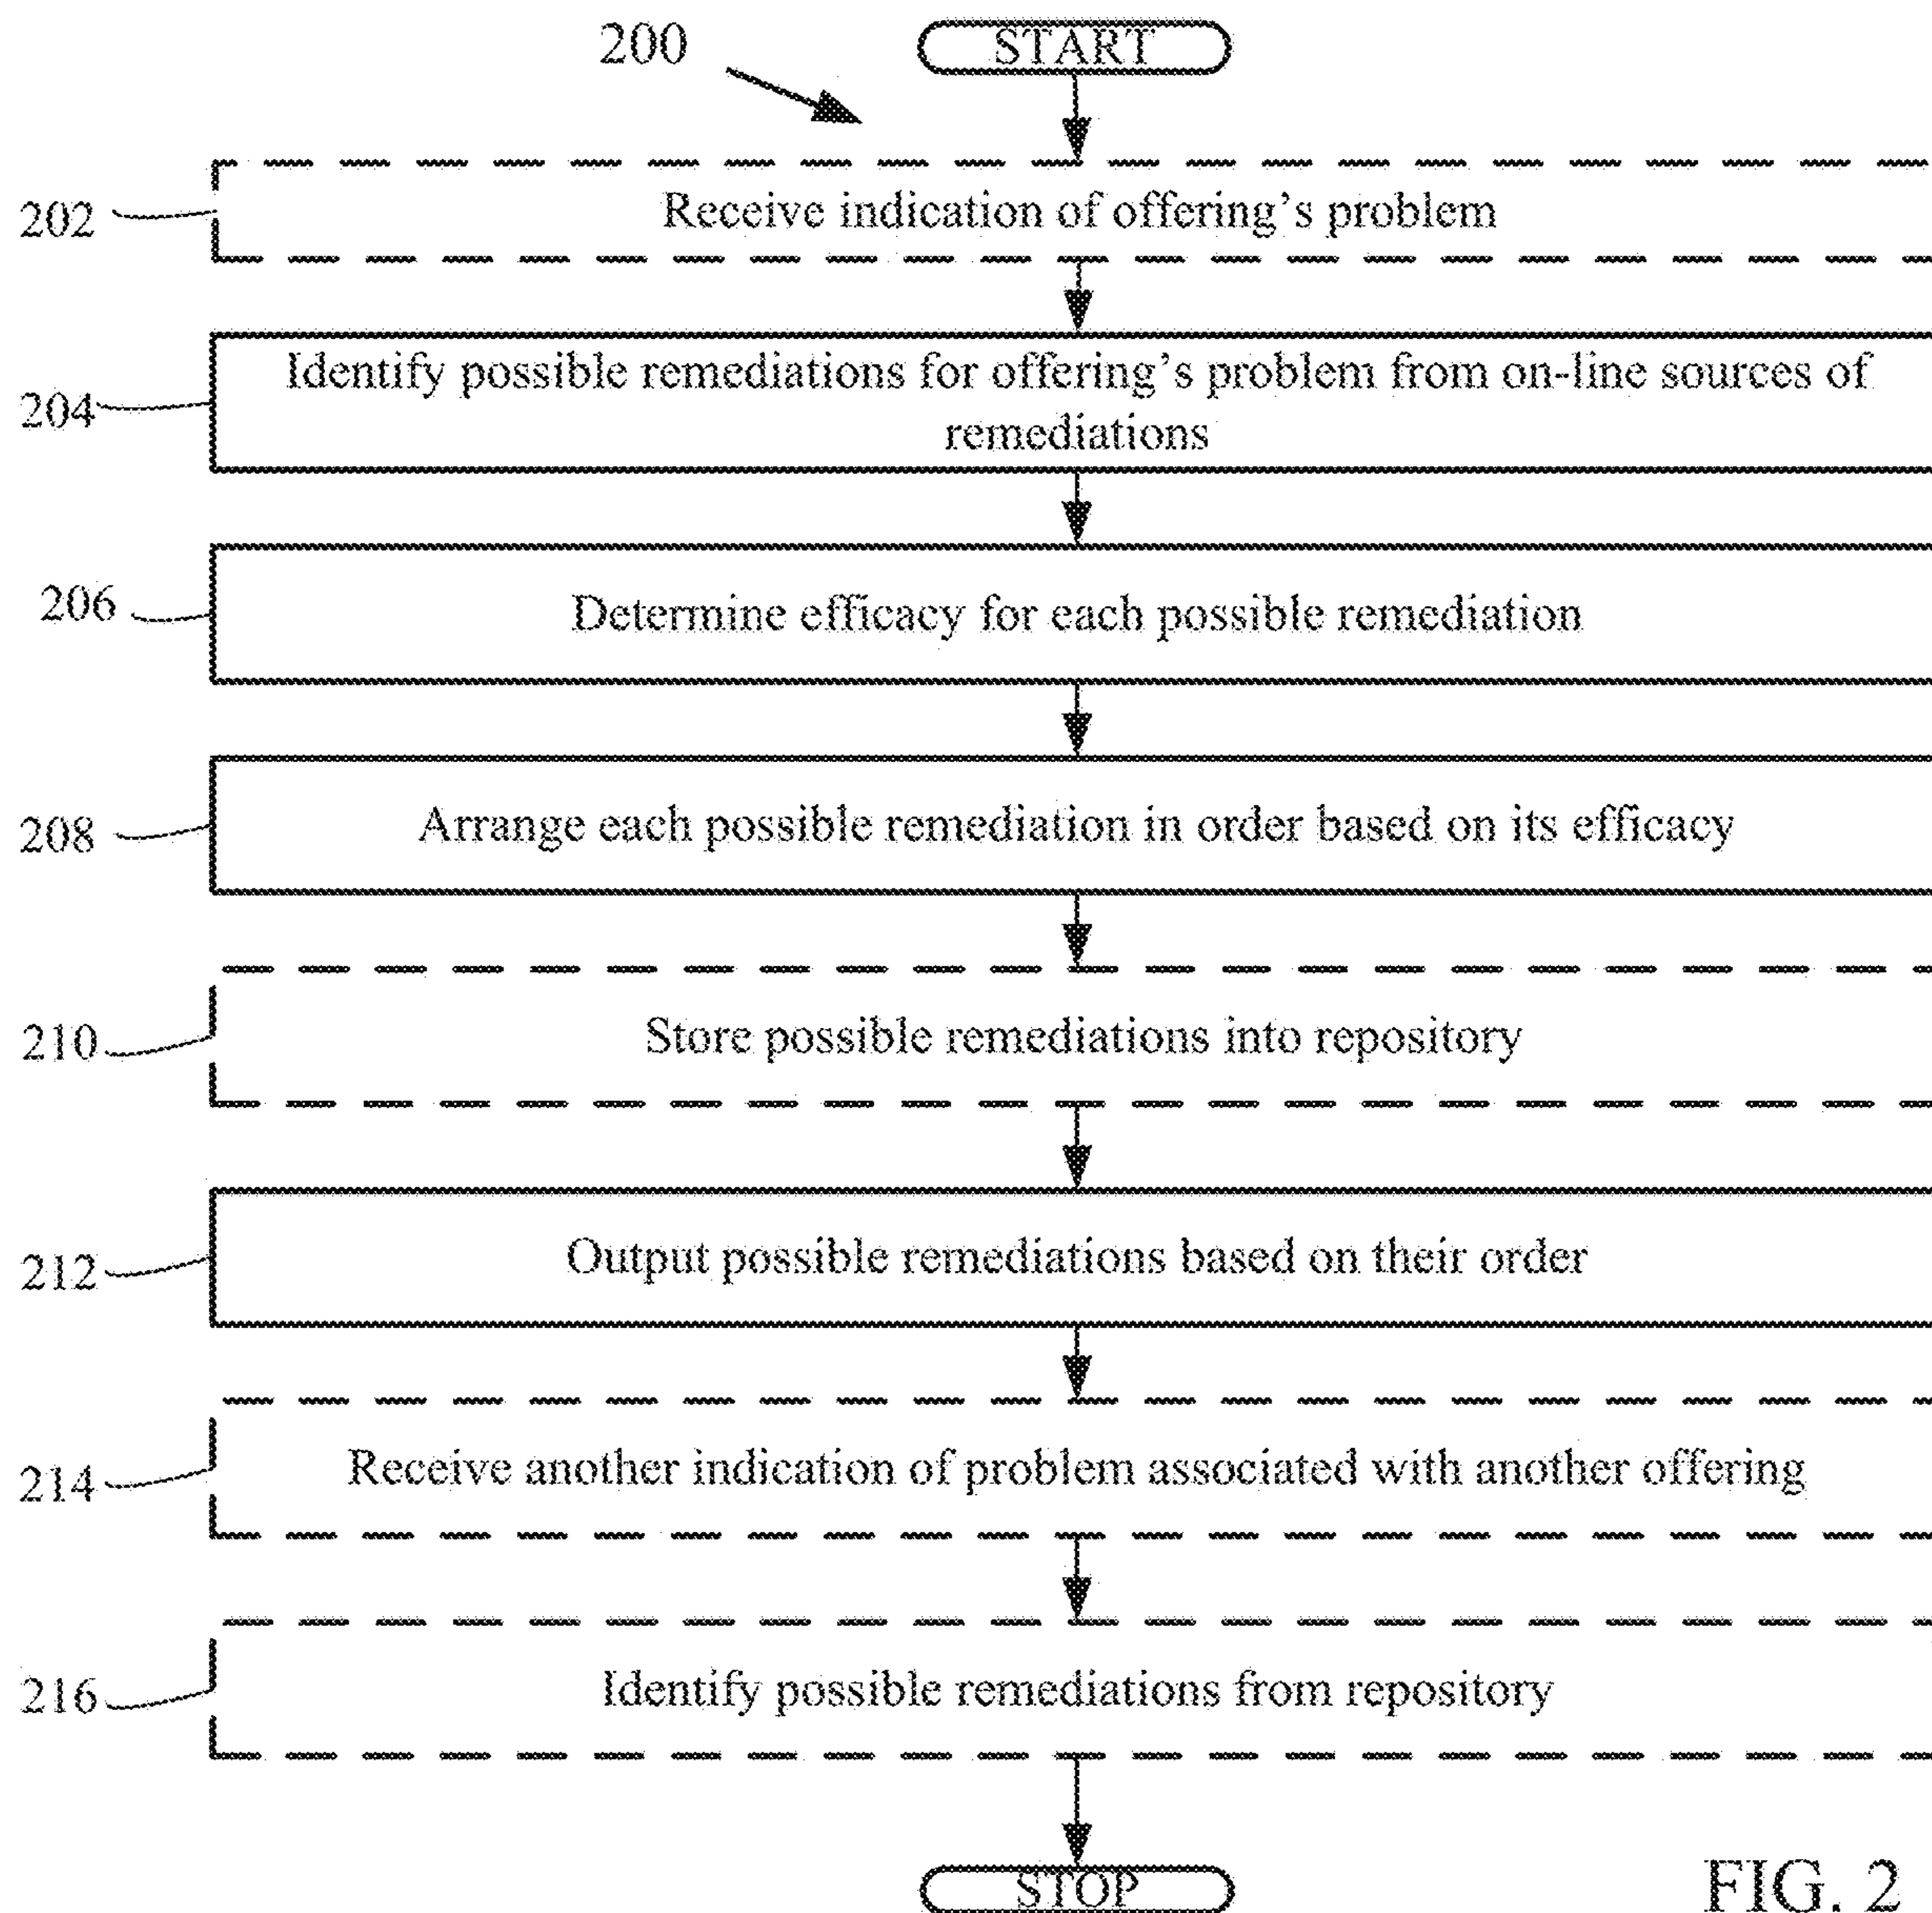 200
START
202
Receive indication of offering's problem
204
Identify possible remediations for offering's problem from on-line sources of
remediations
206
Determine efficacy for each possible remediation
208
Arrange each possible remediation in order based on its efficacy
210
Store possible remediations into repository
212
Output possible remediations based on their order
214
Receive another indication of problem associated with another offering
216
Identify possible remediations from repository
STOP
FIG. 2